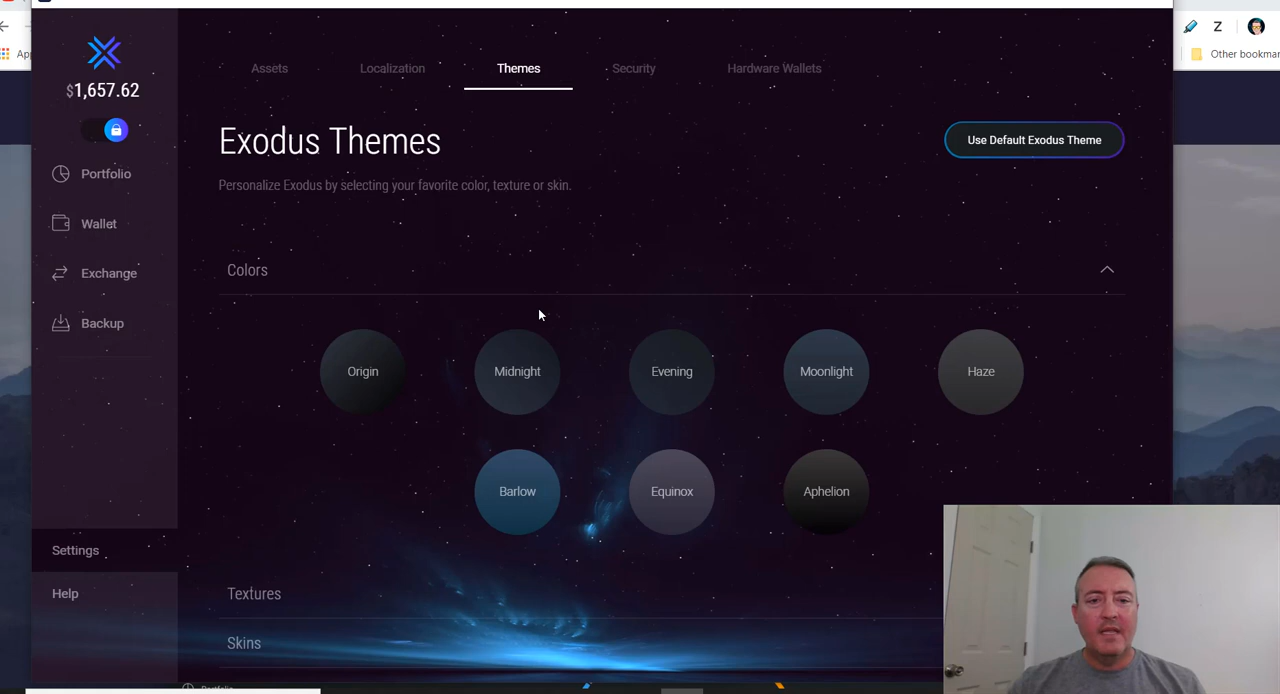 Z
App
Other bookmar
$1,657.62
Portfolio
Wallet
Exchange
Backup
Settings
Help
Assets
Localization
Themes
Security
Hardware Wallets
Exodus Themes
Use Default Exodus Theme
Personalize Exodus by selecting your favorite color, texture or skin.
Colors
Origin
Midnight
Evening
Moonlight
Haze
Barlow
Equinox
Aphelion
Textures
Skins
Portfolio